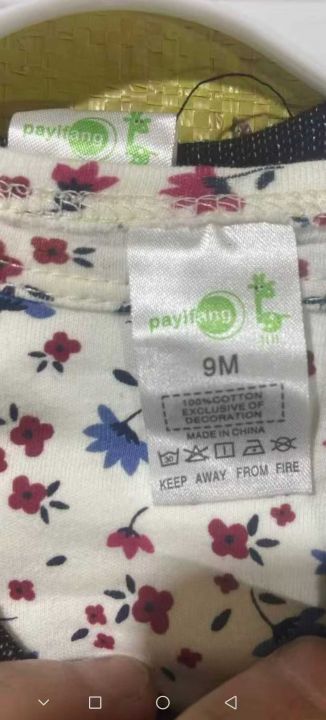 payifang
payifang
9M
100%COTTON
EXCLUSIVE OF
DECORATION
MADE IN CHINA
KEEP AWAY FROM FIRE